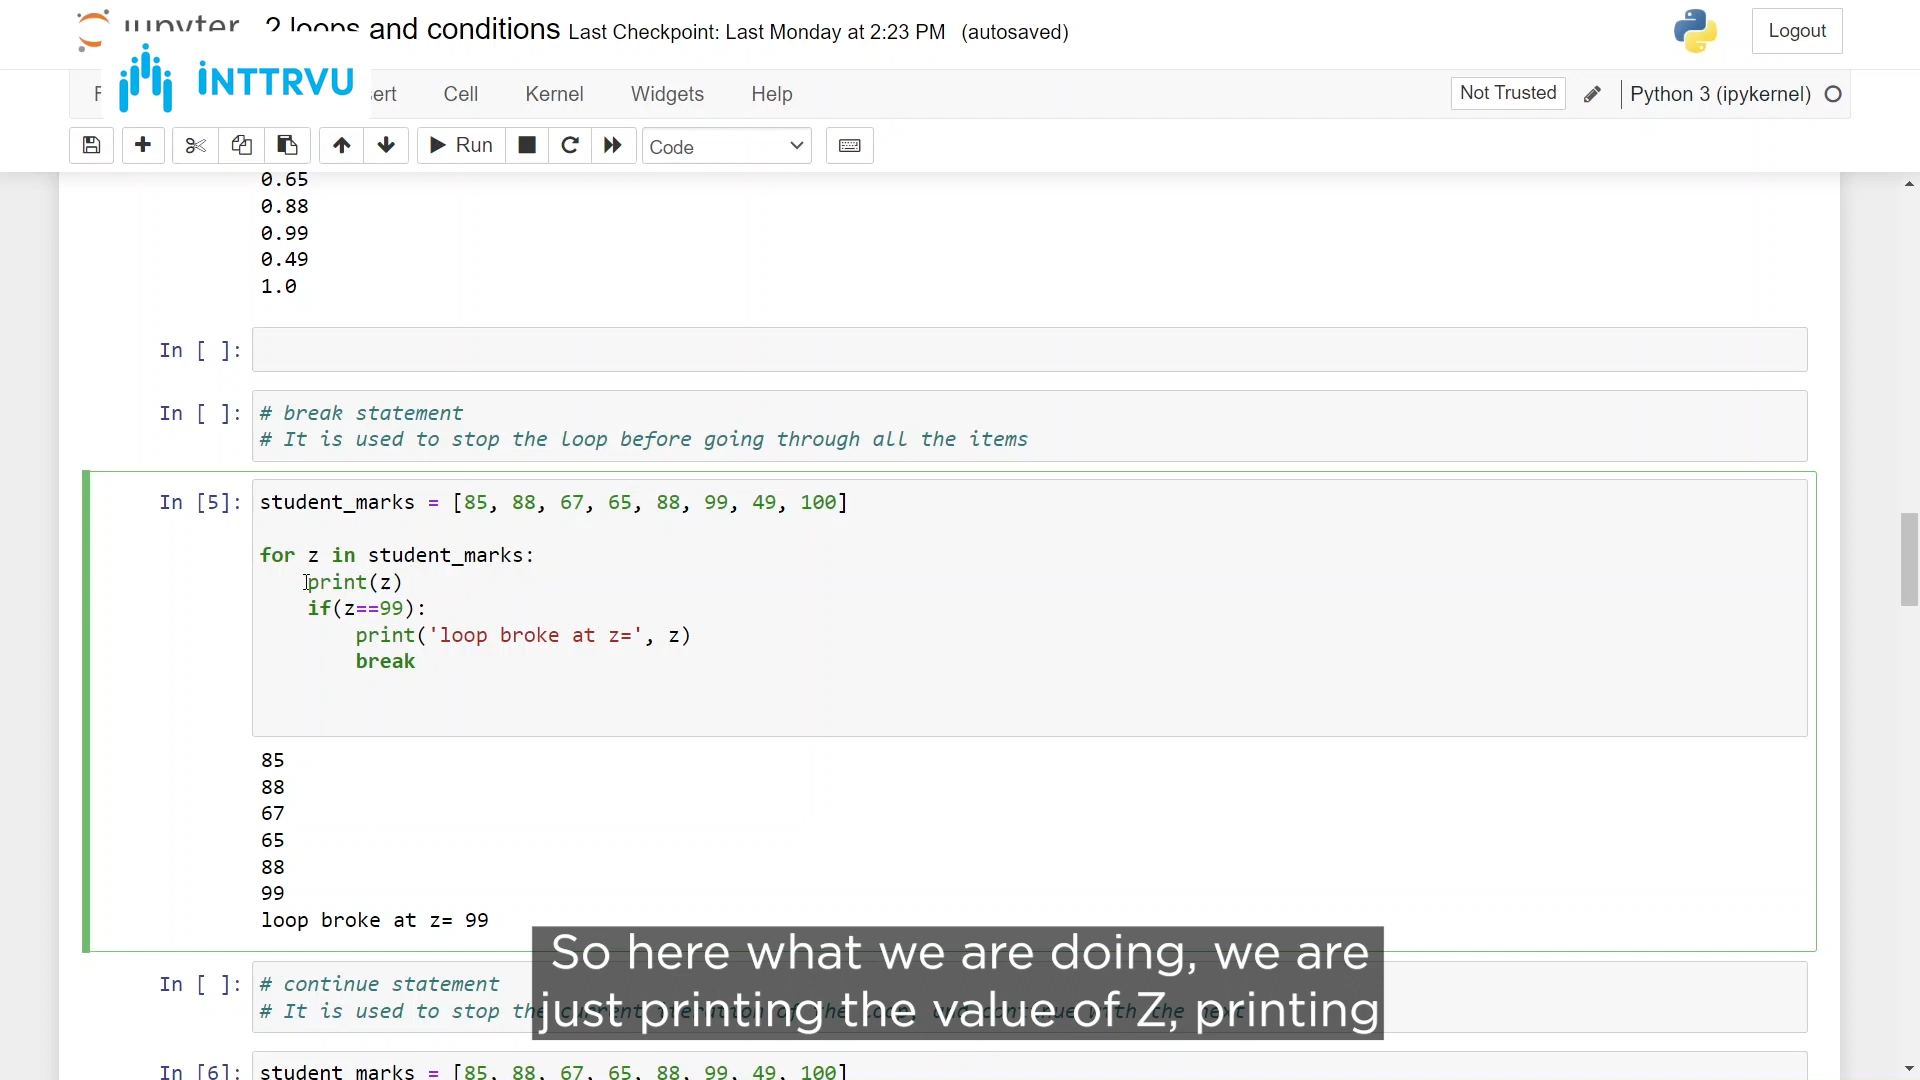 and conditions Last Checkpoint: Last Monday at 2:23 PM (autosaved)
Logout
INTTRVU
Cell Kernel Widgets Help
Not Trusted
Python 3 (ipykernel)
Run
Code
0.65
0.88
0.99
0.49
1.0
In [ ]:
In [ ]: # break statement
# It is used to stop the loop before going through all the items
In [5]: student_marks = [85, 88, 67, 65, 88, 99, 49, 100]
for z in student_marks:
print(z)
if(z==99):
print('loop broke at z=', z)
break
85
88
67
65
88
99
loop broke at z= 99
So here what we are doing, we are
just printing the value of Z, printing
In [ ]: # continue statement
# It is used to stop
In [6]: student_marks = [85, 88, 67, 65, 88, 99, 49, 100]